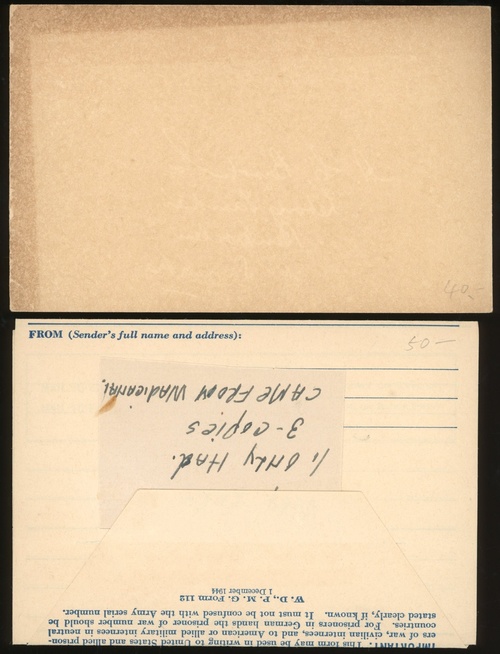 40-
FROM (Sender's full name and address):
50 —
I. ONLY HAD.
3-copies
CAME FROM
IMPORTANT: This form may be used in writing to United States and allied prison-
ers of war, civilian internees, and to American or allied military internees in neutral
countries. For prisoners in German hands the prisoner of war number should be
stated clearly, if known. It must not be confused with the Army serial number.
W. D., P. M. G. Form 112
1 December 1944